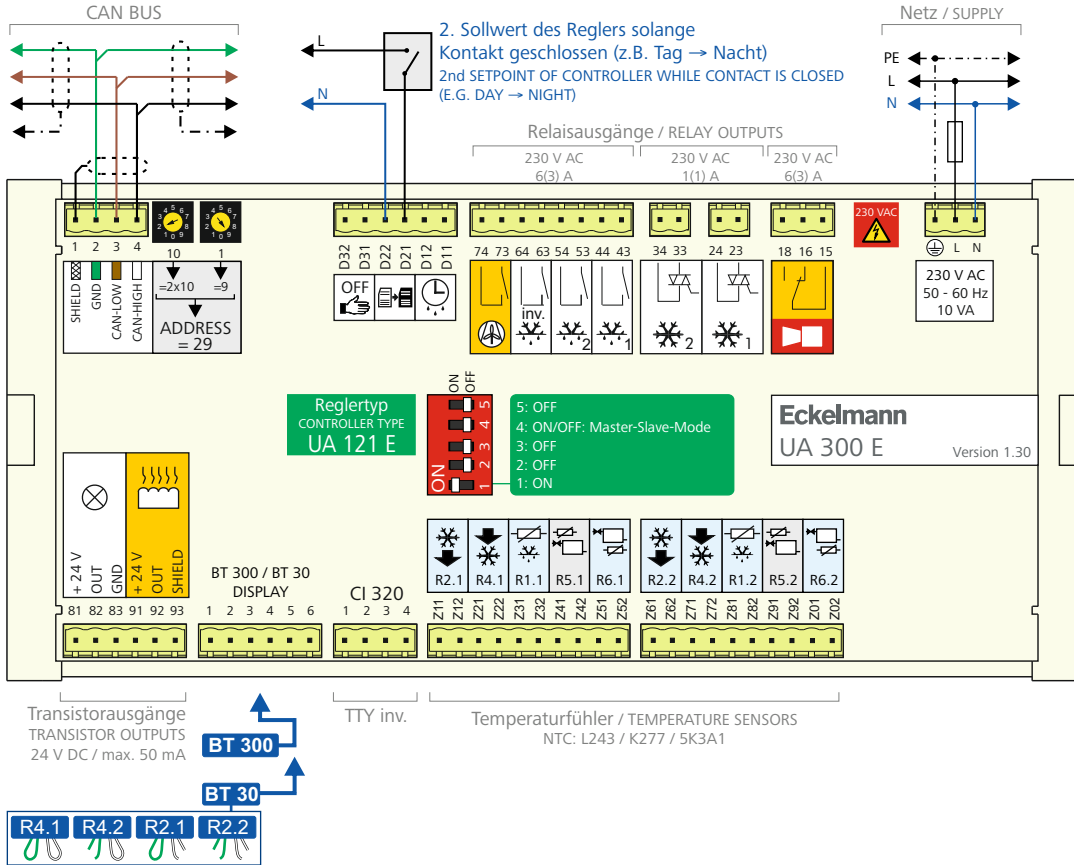 CAN BUS
Netz / SUPPLY
L
N
2. Sollwert des Reglers solange
Kontakt geschlossen (z.B. Tag → Nacht)
2nd SETPOINT OF CONTROLLER WHILE CONTACT IS CLOSED
(E.G. DAY → NIGHT)
PE
L
N
Relaisausgänge / RELAY OUTPUTS
230 V AC
6(3) A
230 V AC
1(1) A
230 V AC
6(3) A
230 VAC
1 2 3 4
10 1
D32 D31 D22 D21 D12 D11
74 73 64 63 54 53 44 43
34 33 24 23
18 16 15
L N
SHIELD
GND
CAN-LOW
CAN-HIGH
=2x10 =9
ADDRESS
= 29
OFF
inv.
2
1
2
1
230 V AC
50 - 60 Hz
10 VA
Reglertyp
CONTROLLER TYPE
UA 121 E
ON OFF
ON
5
4
3
2
1
5: OFF
4: ON/OFF: Master-Slave-Mode
3: OFF
2: OFF
1: ON
Eckelmann
UA 300 E
Version 1.30
+ 24 V
OUT
GND
+ 24 V
OUT
SHIELD
81 82 83 91 92 93
BT 300 / BT 30
DISPLAY
1 2 3 4 5 6
CI 320
1 2 3 4
R2.1 R4.1 R1.1 R5.1 R6.1
Z11 Z12 Z21 Z22 Z31 Z32 Z41 Z42 Z51 Z52
R2.2 R4.2 R1.2 R5.2 R6.2
Z61 Z62 Z71 Z72 Z81 Z82 Z91 Z92 Z01 Z02
Transistorausgänge
TRANSISTOR OUTPUTS
24 V DC / max. 50 mA
TTY inv.
Temperaturfühler / TEMPERATURE SENSORS
NTC: L243 / K277 / 5K3A1
BT 300
BT 30
R4.1 R4.2 R2.1 R2.2